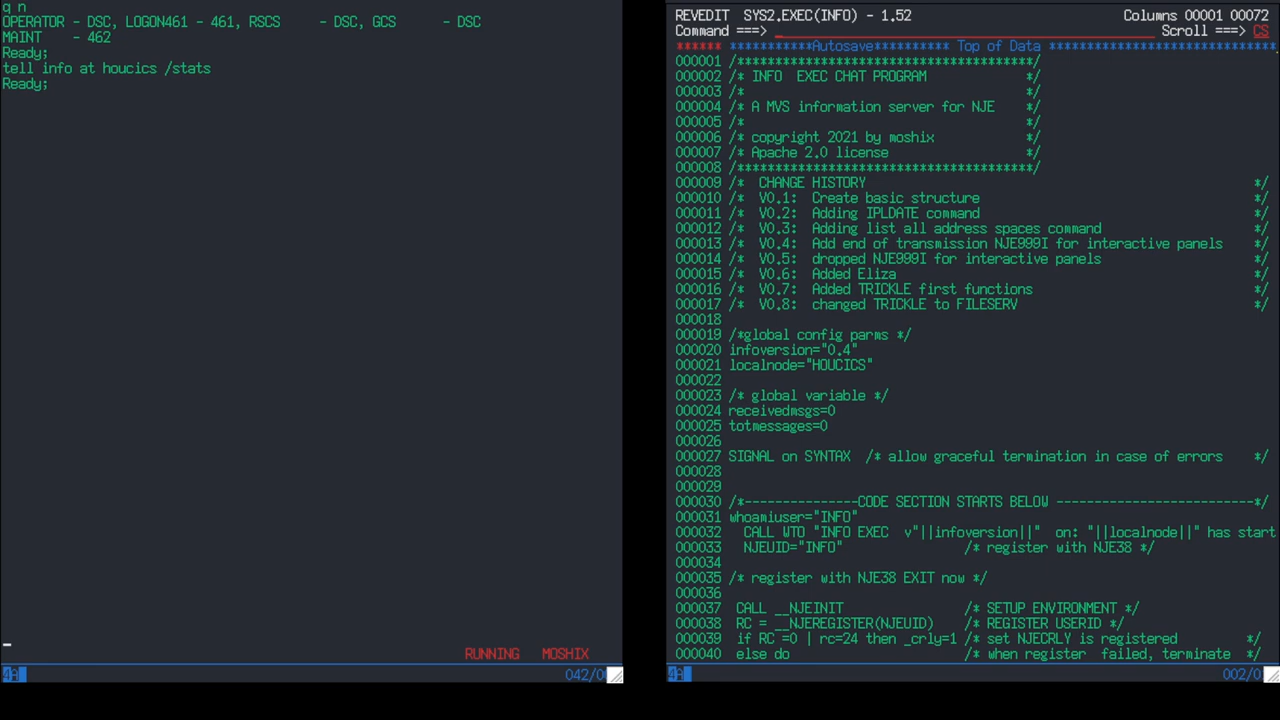 q n
OPERATOR - DSC, LOGON461 - 461, RSCS     - DSC, GCS      - DSC
MAINT    - 462
Ready;
tell info at houcics /stats
Ready;
RUNNING   MOSHIX
042/0
REVEDIT  SYS2.EXEC(INFO) - 1.52                            Columns 00001 00072
Command ===>                                                    Scroll ===> CS
****** ***********Autosave********** Top of Data ******************************
000001 /***************************************/
000002 /* INFO  EXEC CHAT PROGRAM             */
000003 /*                                     */
000004 /* A MVS information server for NJE    */
000005 /*                                     */
000006 /* copyright 2021 by moshix            */
000007 /* Apache 2.0 license                  */
000008 /***************************************/
000009 /*  CHANGE HISTORY                                                   */
000010 /*  V0.1:  Create basic structure                                    */
000011 /*  V0.2:  Adding IPLDATE command                                    */
000012 /*  V0.3:  Adding list all address spaces command                    */
000013 /*  V0.4:  Add end of transmission NJE999I for interactive panels    */
000014 /*  V0.5:  dropped NJE999I for interactive panels                    */
000015 /*  V0.6:  Added Eliza                                               */
000016 /*  V0.7:  Added TRICKLE first functions                             */
000017 /*  V0.8:  changed TRICKLE to FILESERV                               */
000018
000019 /*global config parms */
000020 infoversion="0.4"
000021 localnode="HOUCICS"
000022
000023 /* global variable */
000024 receivedmsgs=0
000025 totmessages=0
000026
000027 SIGNAL on SYNTAX  /* allow graceful termination in case of errors    */
000028
000029
000030 /*---------------CODE SECTION STARTS BELOW --------------------------*/
000031 whoamiuser="INFO"
000032   CALL WTO "INFO EXEC  v"||infoversion||"  on: "||localnode||" has start
000033   NJEUID="INFO"                /* register with NJE38 */
000034
000035 /* register with NJE38 EXIT now */
000036
000037  CALL __NJEINIT                /* SETUP ENVIRONMENT */
000038  RC = __NJEREGISTER(NJEUID)    /* REGISTER USERID */
000039  if RC =0 | rc=24 then _crly=1 /* set NJECRLY is registered         */
000040  else do                       /* when register  failed, terminate  */
002/0